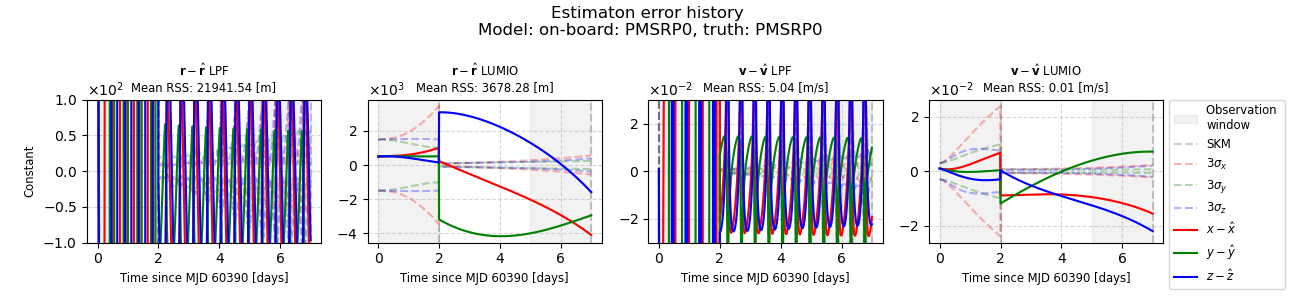 Estimaton error history
Model: on-board: PMSRP0, truth: PMSRP0
r − r̂ LPF
×10² Mean RSS: 21941.54 [m]
1.0
0.5
0.0
−0.5
−1.0
Constant
0 2 4 6
Time since MJD 60390 [days]
r − r̂ LUMIO
×10³ Mean RSS: 3678.28 [m]
2
0
−2
−4
0 2 4 6
Time since MJD 60390 [days]
v − v̂ LPF
×10⁻² Mean RSS: 5.04 [m/s]
2
0
−2
0 2 4 6
Time since MJD 60390 [days]
v − v̂ LUMIO
×10⁻² Mean RSS: 0.01 [m/s]
2
0
−2
0 2 4 6
Time since MJD 60390 [days]
Observation
window
SKM
3σₓ
3σ_y
3σ_z
x − x̂
y − ŷ
z − ẑ